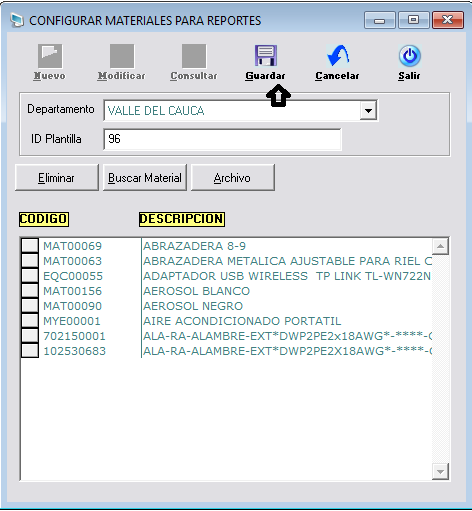 CONFIGURAR MATERIALES PARA REPORTES
Nuevo Modificar Consultar Guardar Cancelar Salir
Departamento VALLE DEL CAUCA
ID Plantilla 96
Eliminar Buscar Material Archivo
CODIGO DESCRIPCION
MAT00069 ABRAZADERA 8-9
MAT00063 ABRAZADERA METALICA AJUSTABLE PARA RIEL C
EQC00055 ADAPTADOR USB WIRELESS TP LINK TL-WN722N
MAT00156 AEROSOL BLANCO
MAT00090 AEROSOL NEGRO
MYE00001 AIRE ACONDICIONADO PORTATIL
702150001 ALA-RA-ALAMBRE-EXT*DWP2PE2x18AWG*-****-C
102530683 ALA-RA-ALAMBRE-EXT*DWP2PE2X18AWG*-****-C